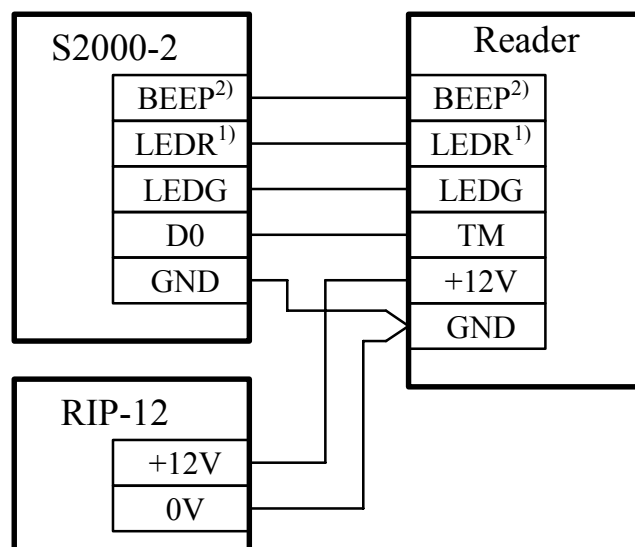 S2000-2
BEEP2)
LEDR1)
LEDG
D0
GND
Reader
BEEP2)
LEDR1)
LEDG
TM
+12V
GND
RIP-12
+12V
0V